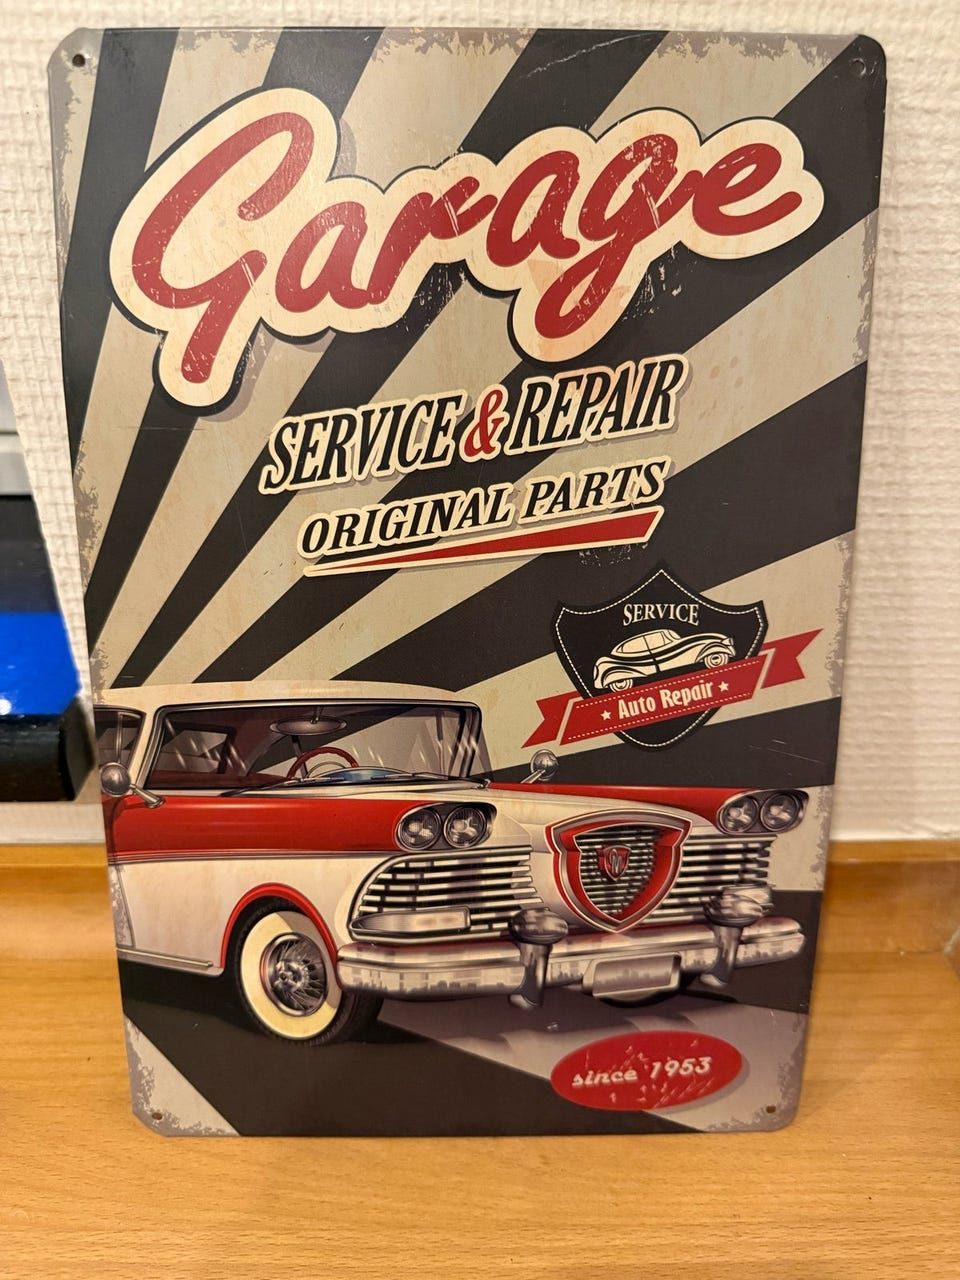 Garage
SERVICE & REPAIR
ORIGINAL PARTS
SERVICE
Auto Repair
since 1953